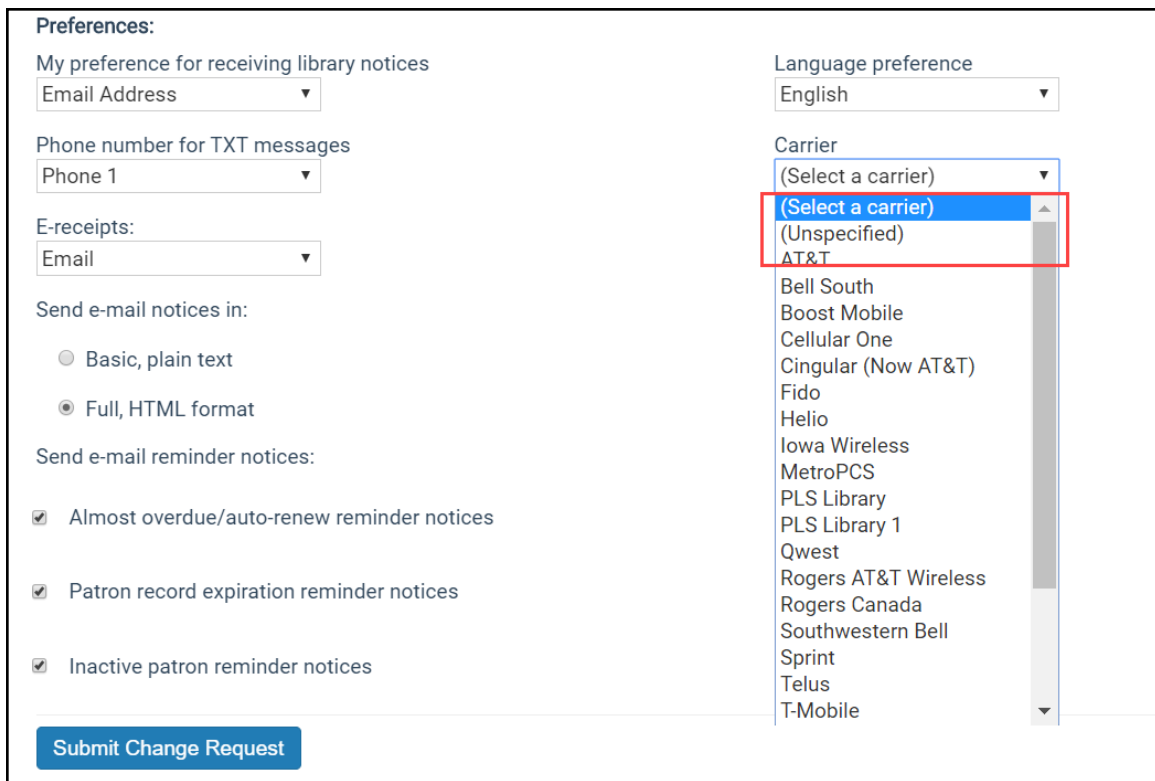 Preferences:
My preference for receiving library notices
Email Address
Language preference
English
Phone number for TXT messages
Phone 1
Carrier
(Select a carrier)
(Select a carrier)
(Unspecified)
AT&T
Bell South
Boost Mobile
Cellular One
Cingular (Now AT&T)
Fido
Helio
Iowa Wireless
MetroPCS
PLS Library
PLS Library 1
Qwest
Rogers AT&T Wireless
Rogers Canada
Southwestern Bell
Sprint
Telus
T-Mobile
E-receipts:
Email
Send e-mail notices in:
Basic, plain text
Full, HTML format
Send e-mail reminder notices:
Almost overdue/auto-renew reminder notices
Patron record expiration reminder notices
Inactive patron reminder notices
Submit Change Request